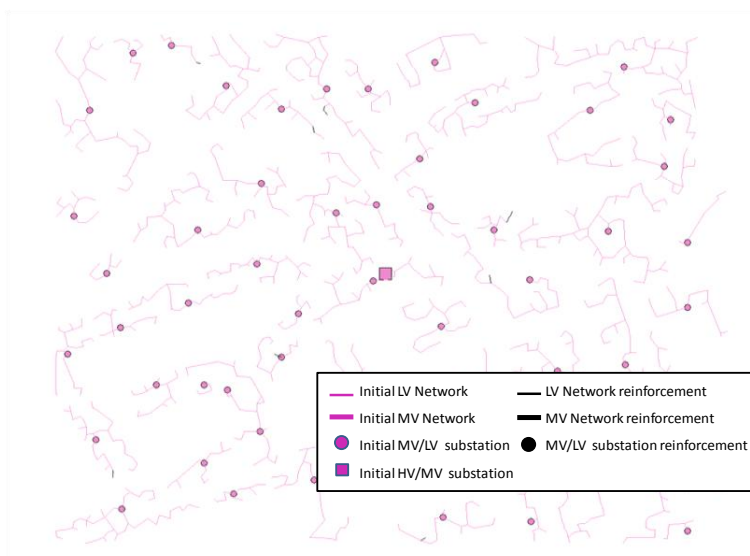 Initial LV Network
LV Network reinforcement
Initial MV Network
MV Network reinforcement
Initial MV/LV substation
MV/LV substation reinforcement
Initial HV/MV substation